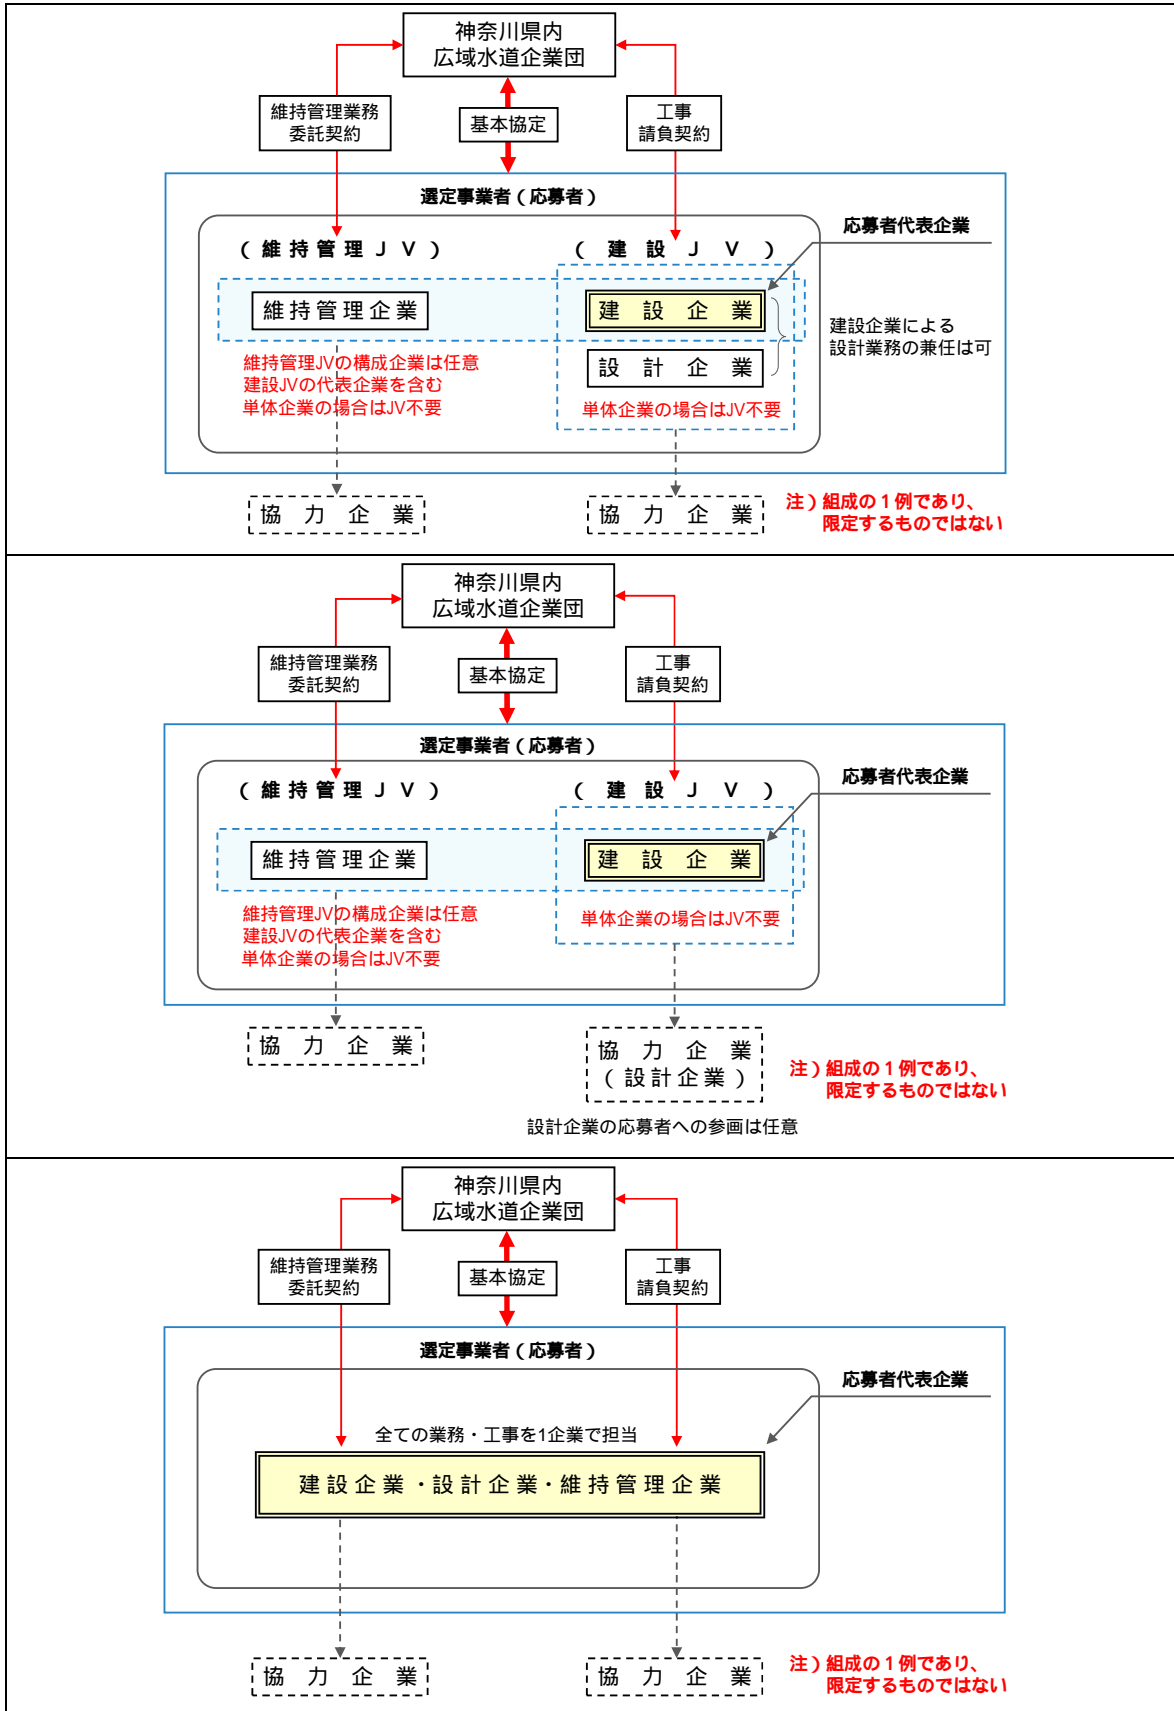 神奈川県内
広域水道企業団
維持管理業務
委託契約
基本協定
工事
請負契約
選定事業者（応募者）
応募者代表企業
（維持管理ＪＶ）
（建設ＪＶ）
維持管理企業
建設企業
設計企業
建設企業による
設計業務の兼任は可
維持管理JVの構成企業は任意
建設JVの代表企業を含む
単体企業の場合はJV不要
単体企業の場合はJV不要
協力企業
協力企業
注）組成の１例であり、
限定するものではない
神奈川県内
広域水道企業団
維持管理業務
委託契約
基本協定
工事
請負契約
選定事業者（応募者）
応募者代表企業
（維持管理ＪＶ）
（建設ＪＶ）
維持管理企業
建設企業
維持管理JVの構成企業は任意
建設JVの代表企業を含む
単体企業の場合はJV不要
単体企業の場合はJV不要
協力企業
協力企業
（設計企業）
注）組成の１例であり、
限定するものではない
設計企業の応募者への参画は任意
神奈川県内
広域水道企業団
維持管理業務
委託契約
基本協定
工事
請負契約
選定事業者（応募者）
応募者代表企業
全ての業務・工事を1企業で担当
建設企業・設計企業・維持管理企業
協力企業
協力企業
注）組成の１例であり、
限定するものではない